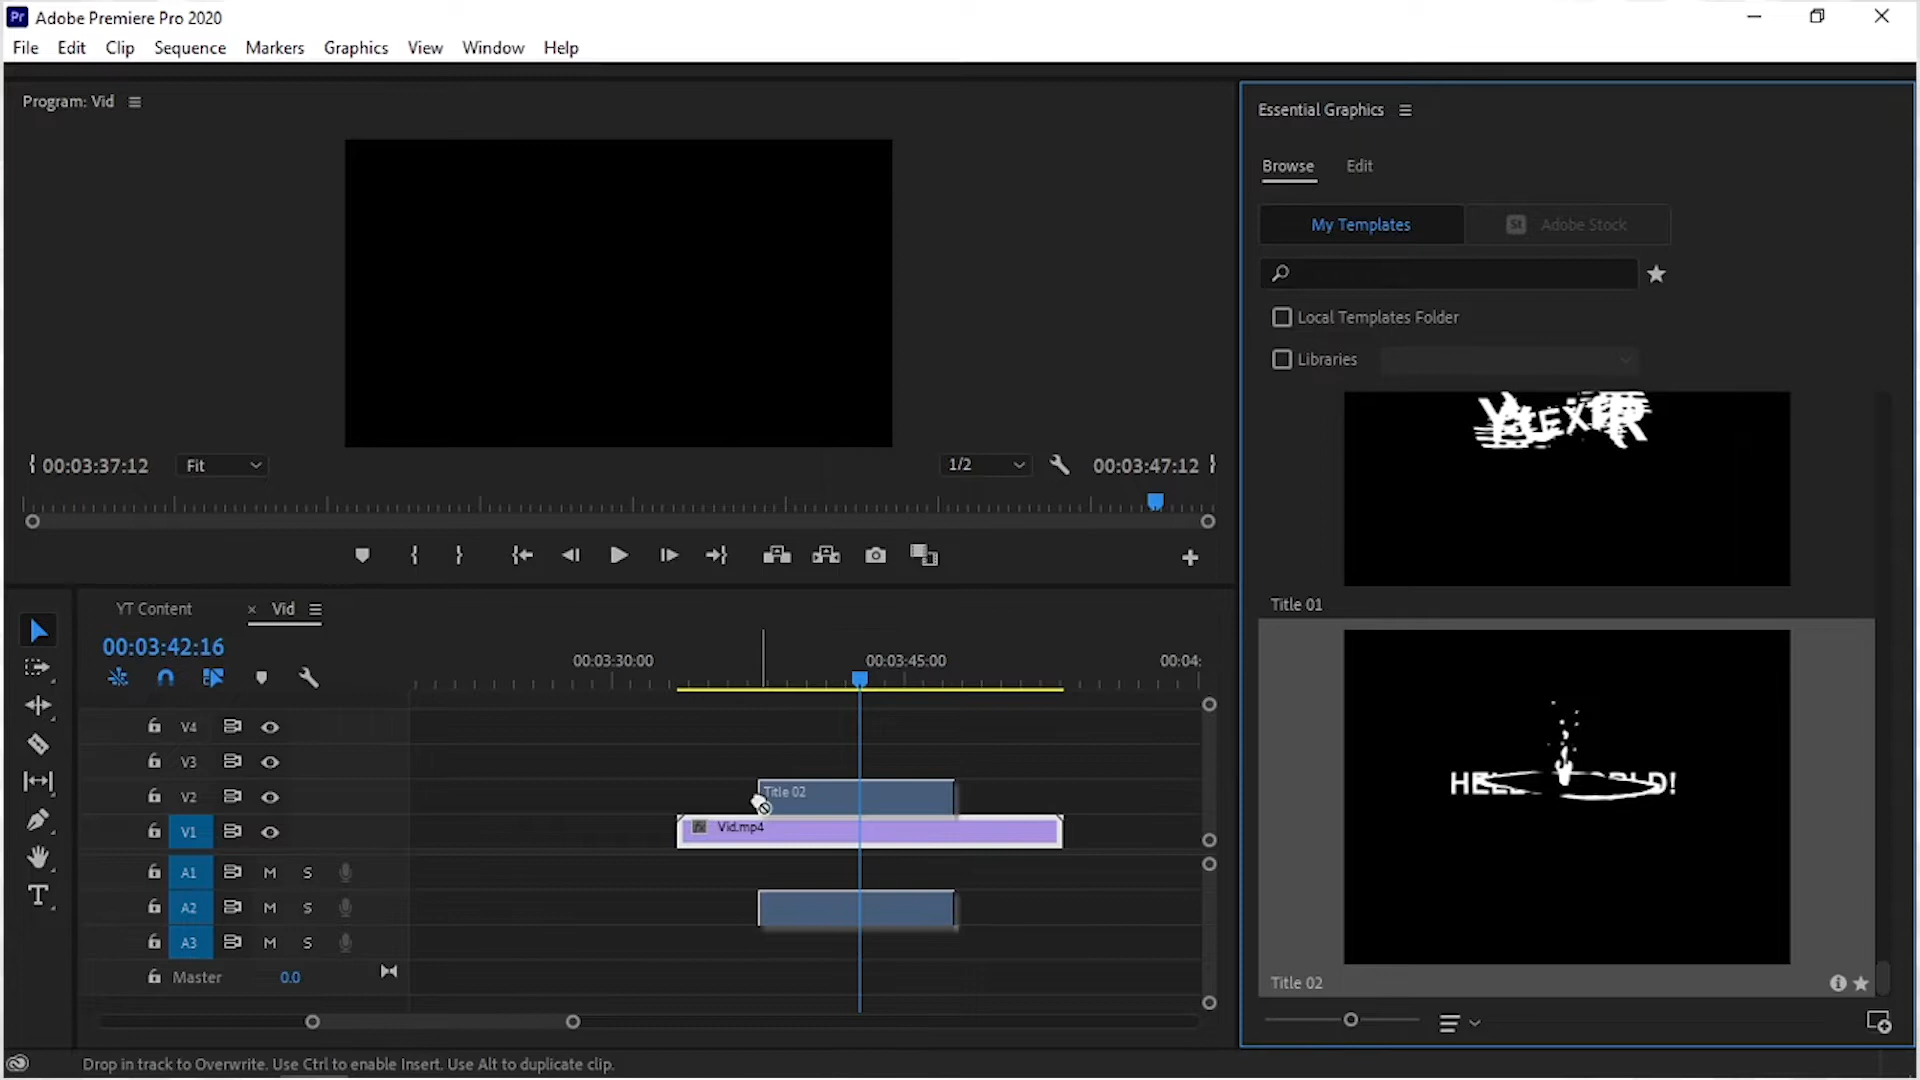 Pr Adobe Premiere Pro 2020
File Edit Clip Sequence Markers Graphics View Window Help
Program: Vid
00:03:37:12 Fit 1/2 00:03:47:12
YT Content × Vid
00:03:42:16
00:03:30:00 00:03:45:00 00:04:
V4
V3
V2 Title 02
V1 Vid.mp4
A1 M S
A2 M S
A3 M S
Master 0.0
Drop in track to Overwrite. Use Ctrl to enable Insert. Use Alt to duplicate clip.
Essential Graphics
Browse Edit
My Templates St Adobe Stock
Local Templates Folder
Libraries
Title 01
Title 02